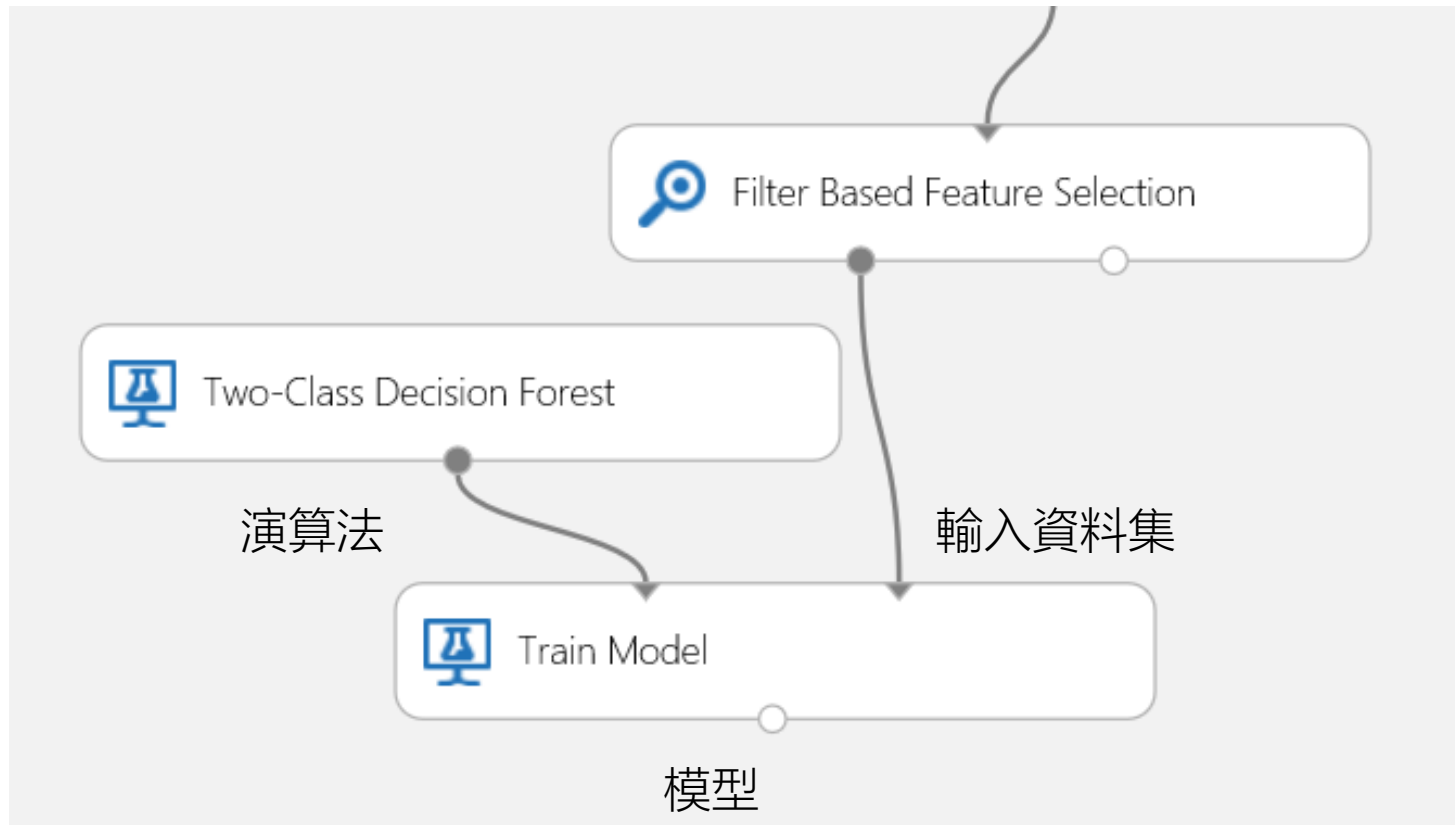 Filter Based Feature Selection
Two-Class Decision Forest
演算法
輸入資料集
Train Model
模型